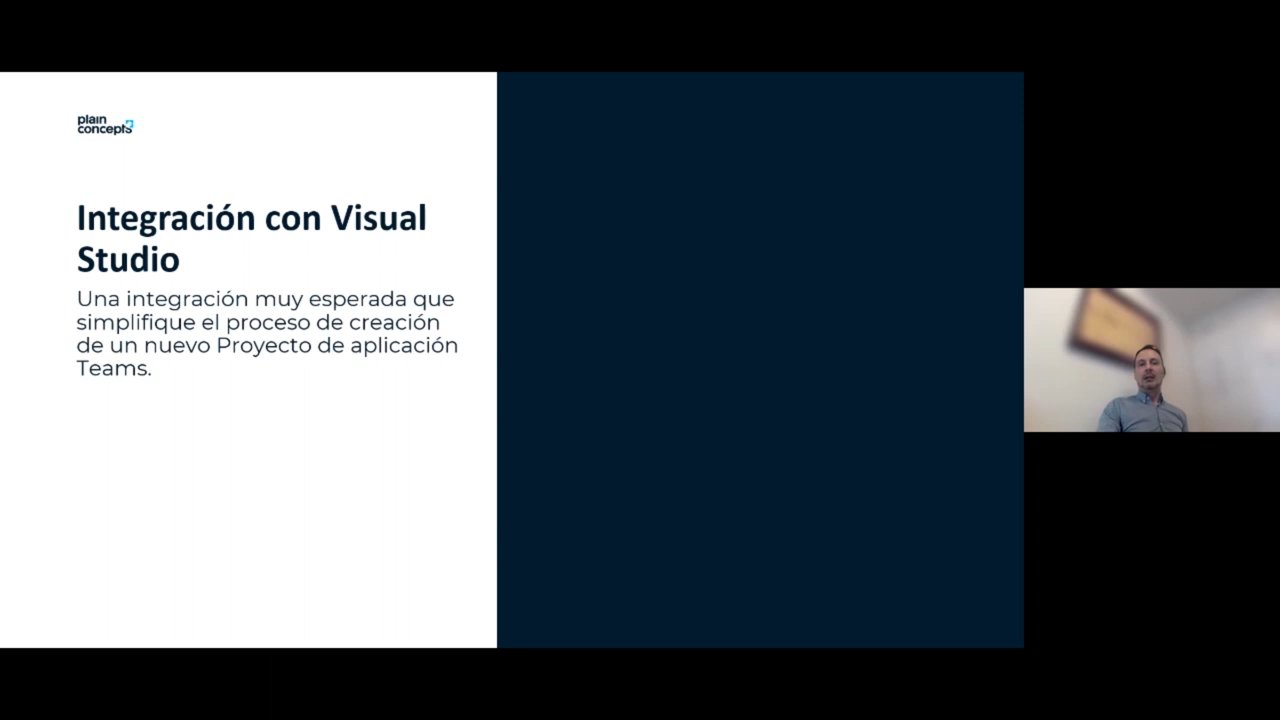 plain
concepts
Integración con Visual
Studio
Una integración muy esperada que
simplifique el proceso de creación
de un nuevo Proyecto de aplicación
Teams.